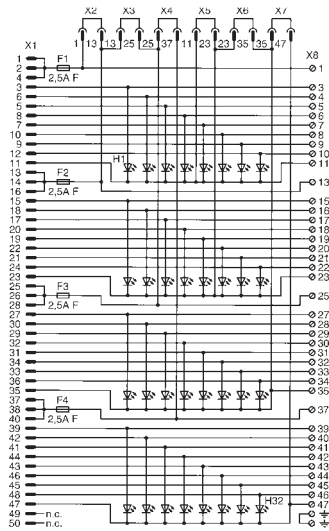 X2 X3 X4 X5 X6 X7
1 13 13 25 25 37 11 23 23 35 35 47
X1 X8
1 F1 1
2
4 2,5A F
3 3
6 4
5 5
8 6
7 7
10 8
9 9
12 10
11 H1 11
13 F2
14 13
16 2,5A F
15 15
18 16
17 17
20 18
19 19
22 20
21 21
24 22
23 23
25 F3
26 25
28 2,5A F
27 27
30 28
29 29
32 30
31 31
34 32
33 33
36 34
35 35
37 F4
38 37
40 2,5A F
39 39
42 40
41 41
44 42
43 43
46 44
45 45
48 H32 46
47 47
49 n.c.
50 n.c.